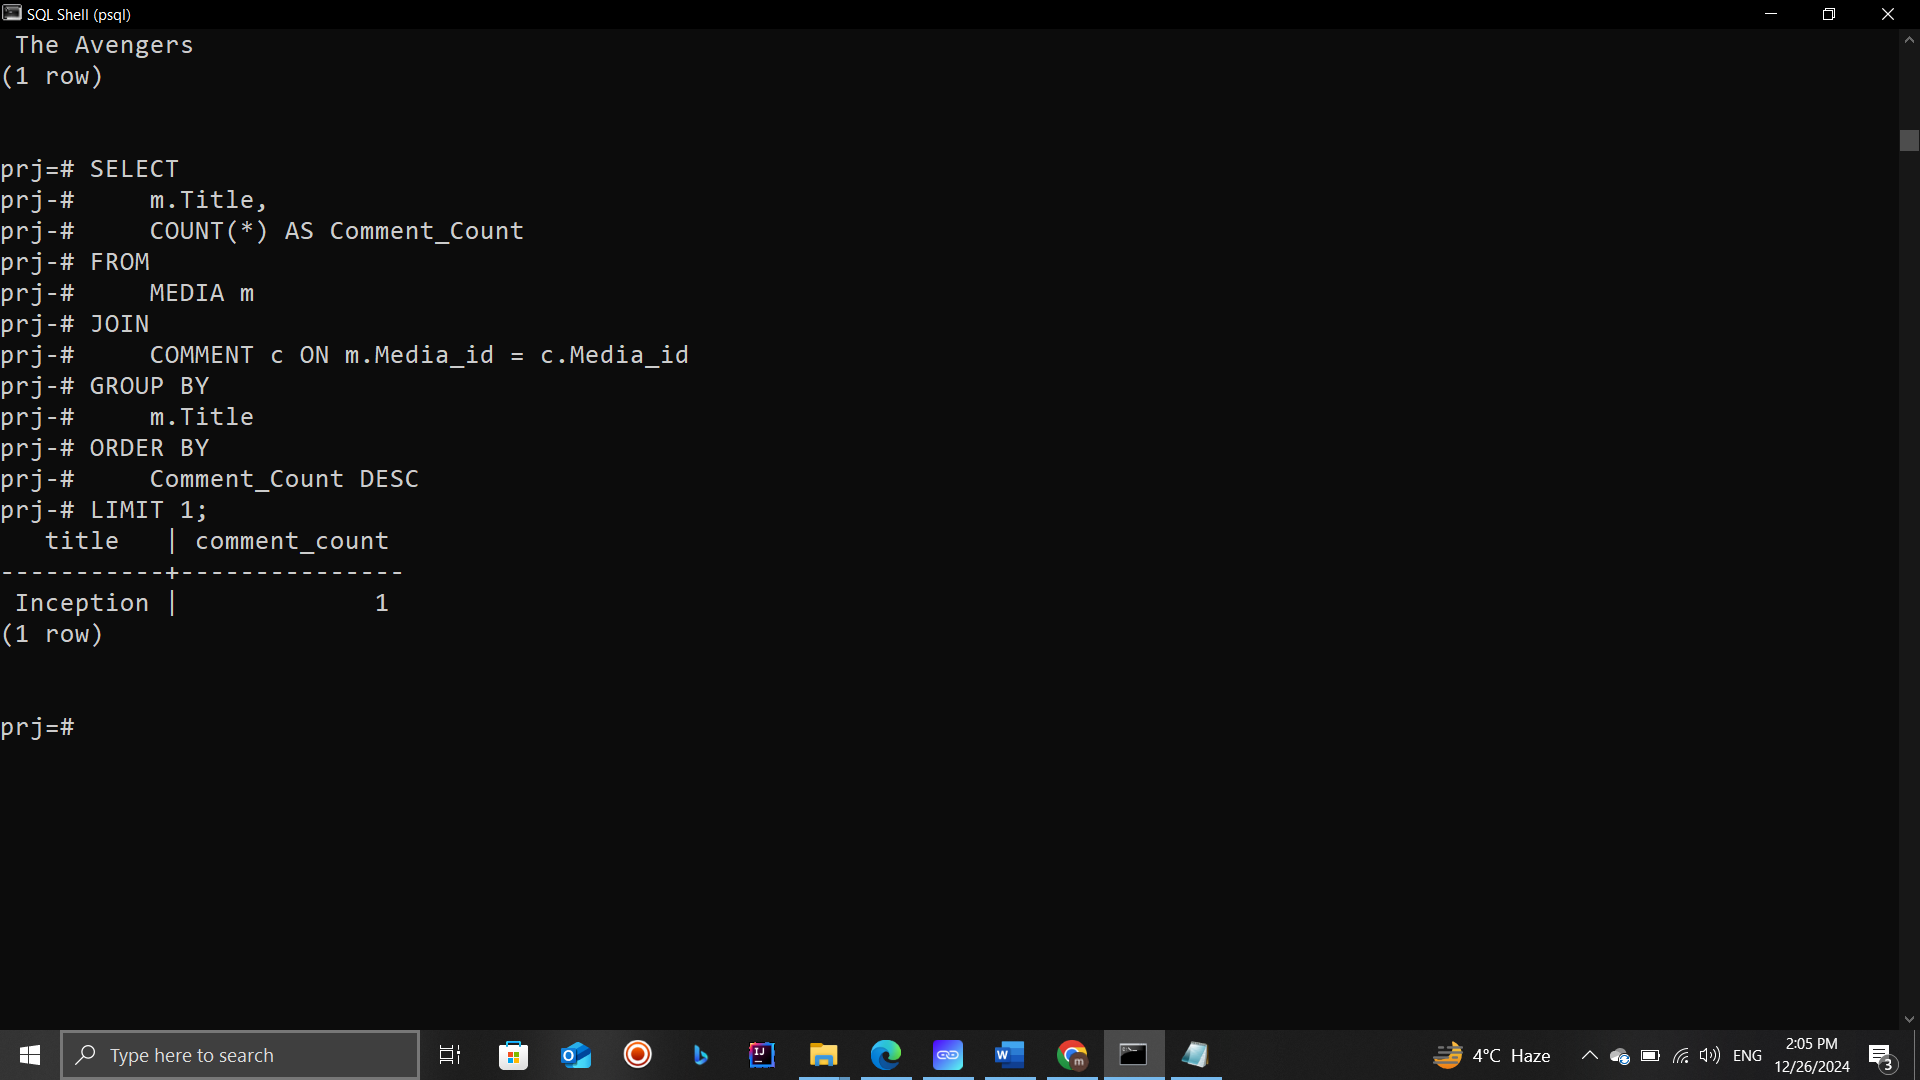 SQL Shell (psql)
 The Avengers
(1 row)
prj=# SELECT
prj-#     m.Title,
prj-#     COUNT(*) AS Comment_Count
prj-# FROM
prj-#     MEDIA m
prj-# JOIN
prj-#     COMMENT c ON m.Media_id = c.Media_id
prj-# GROUP BY
prj-#     m.Title
prj-# ORDER BY
prj-#     Comment_Count DESC
prj-# LIMIT 1;
   title   | comment_count
-----------+---------------
 Inception |             1
(1 row)
prj=#
Type here to search
4°C Haze
ENG
2:05 PM
12/26/2024
3